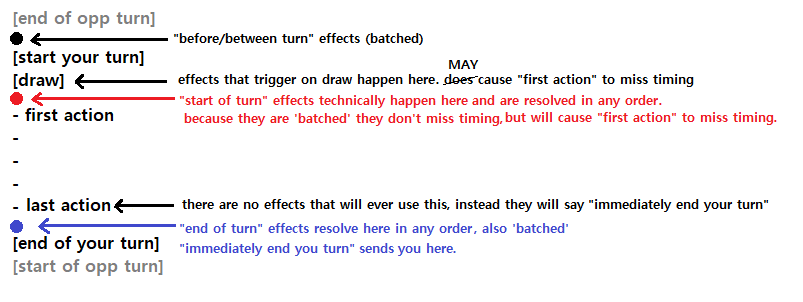 [end of opp turn]
"before/between turn" effects (batched)
[start your turn]
MAY
[draw] effects that trigger on draw happen here. does cause "first action" to miss timing
"start of turn" effects technically happen here and are resolved in any order.
- first action because they are 'batched' they don't miss timing, but will cause "first action" to miss timing.
-
-
-
- last action there are no effects that will ever use this, instead they will say "immediately end your turn"
"end of turn" effects resolve here in any order, also 'batched'
[end of your turn] "immediately end you turn" sends you here.
[start of opp turn]